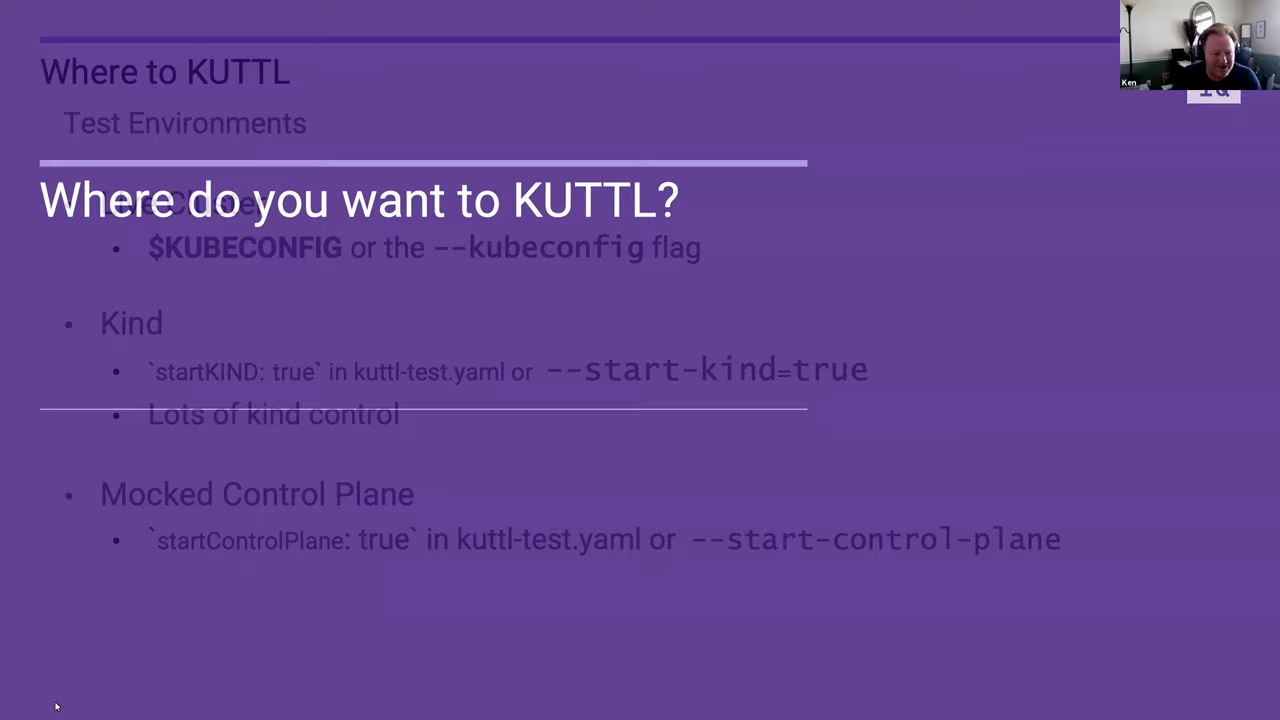 Where to KUTTL
Test Environments
Where do you want to KUTTL?
Live Cluster
• $KUBECONFIG or the --kubeconfig flag
• Kind
• `startKIND: true` in kuttl-test.yaml or --start-kind=true
• Lots of kind control
• Mocked Control Plane
• `startControlPlane: true` in kuttl-test.yaml or --start-control-plane
Ken